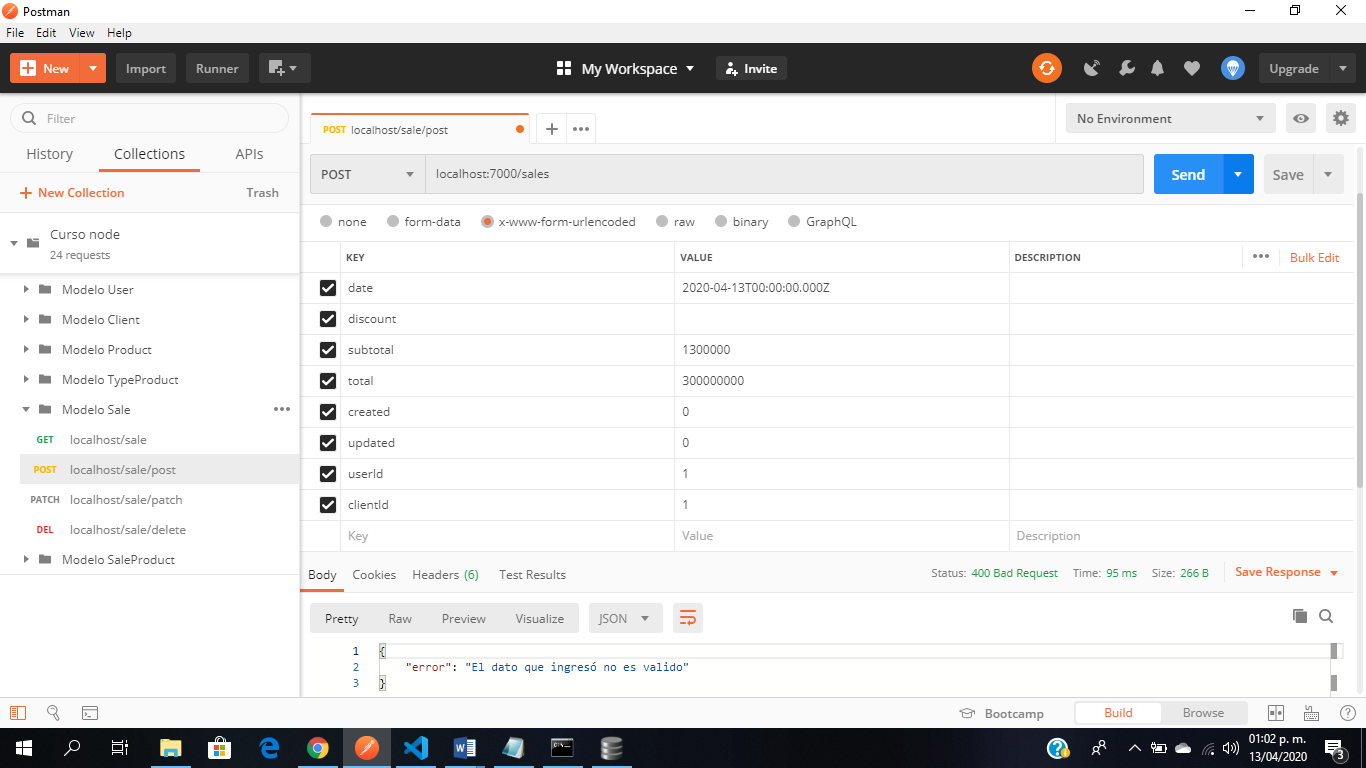 Postman
File Edit View Help
New Import Runner My Workspace Invite Upgrade
Filter
History Collections APIs
New Collection Trash
Curso node
24 requests
Modelo User
Modelo Client
Modelo Product
Modelo TypeProduct
Modelo Sale
GET localhost/sale
POST localhost/sale/post
PATCH localhost/sale/patch
DEL localhost/sale/delete
Modelo SaleProduct
POST localhost/sale/post
No Environment
POST localhost:7000/sales Send Save
none form-data x-www-form-urlencoded raw binary GraphQL
KEY VALUE DESCRIPTION Bulk Edit
date 2020-04-13T00:00:00.000Z
discount
subtotal 1300000
total 300000000
created 0
updated 0
userId 1
clientId 1
Key Value Description
Body Cookies Headers (6) Test Results Status: 400 Bad Request Time: 95 ms Size: 266 B Save Response
Pretty Raw Preview Visualize JSON
1 {
2 "error": "El dato que ingresó no es valido"
3 }
Bootcamp Build Browse
01:02 p. m.
13/04/2020
3